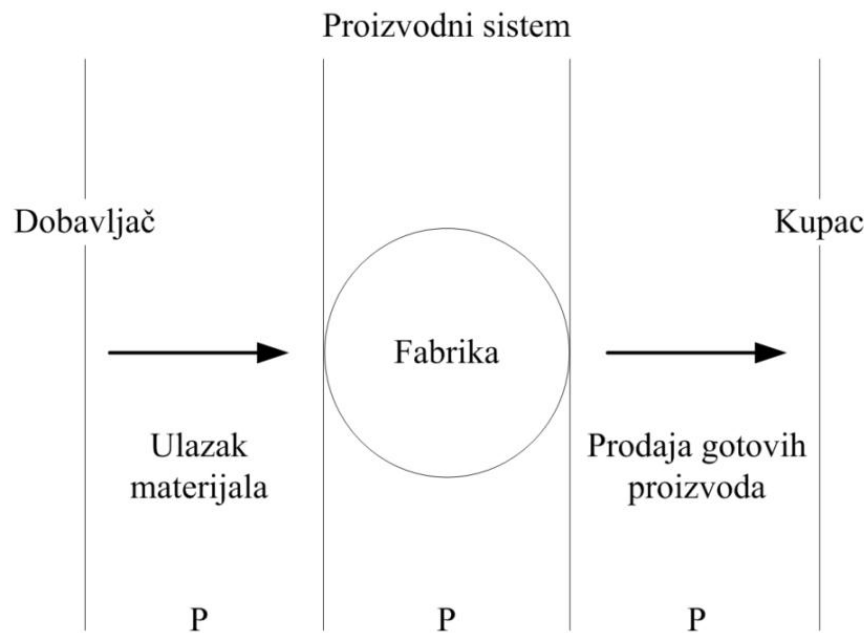 Proizvodni sistem
Dobavljač
Kupac
Fabrika
Ulazak
materijala
Prodaja gotovih
proizvoda
P
P
P